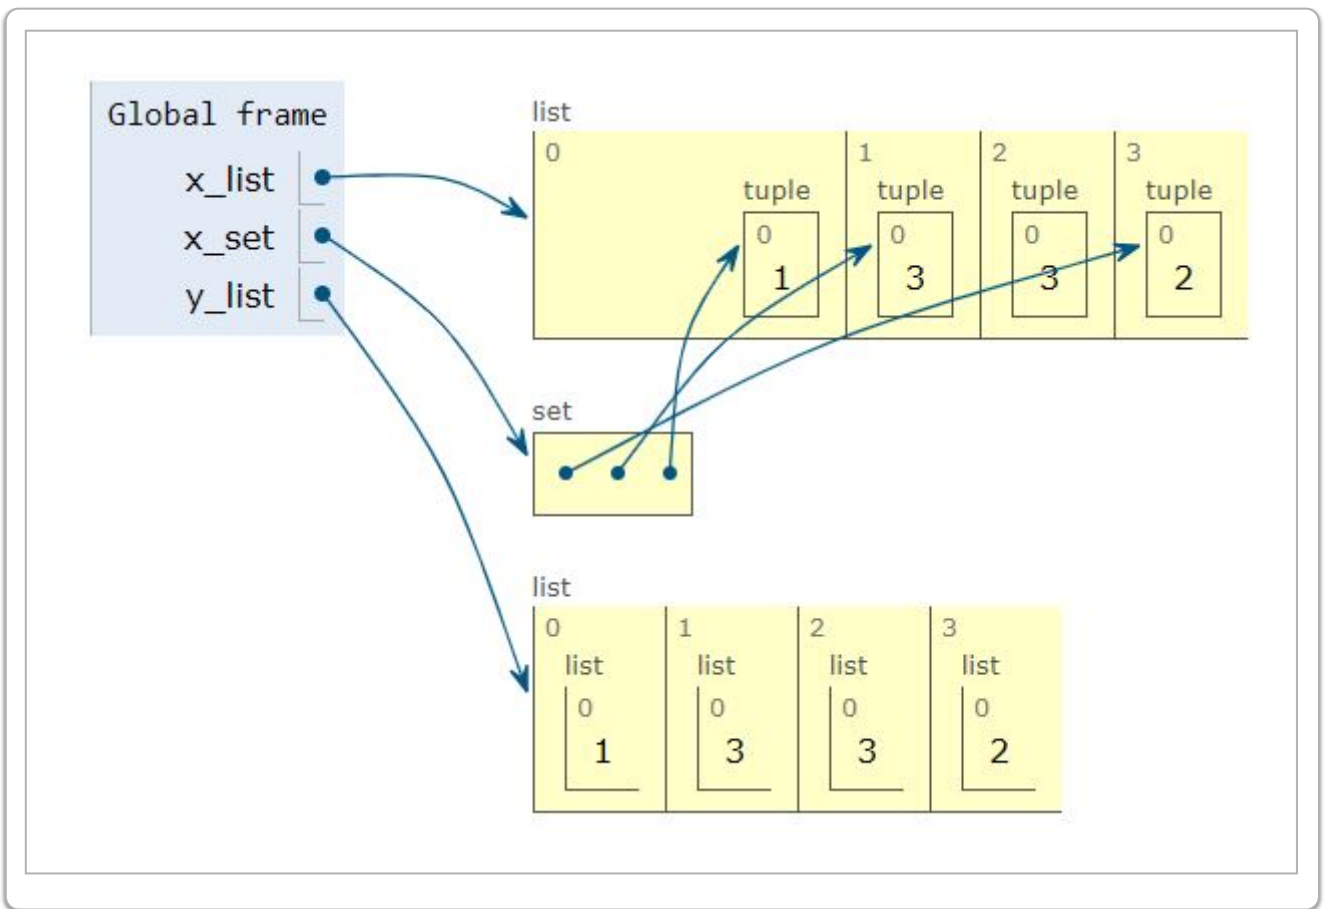 Global frame
x_list
x_set
y_list
list
0 1 2 3
tuple tuple tuple tuple
0 0 0 0
1 3 3 2
set
list
0 1 2 3
list list list list
0 0 0 0
1 3 3 2